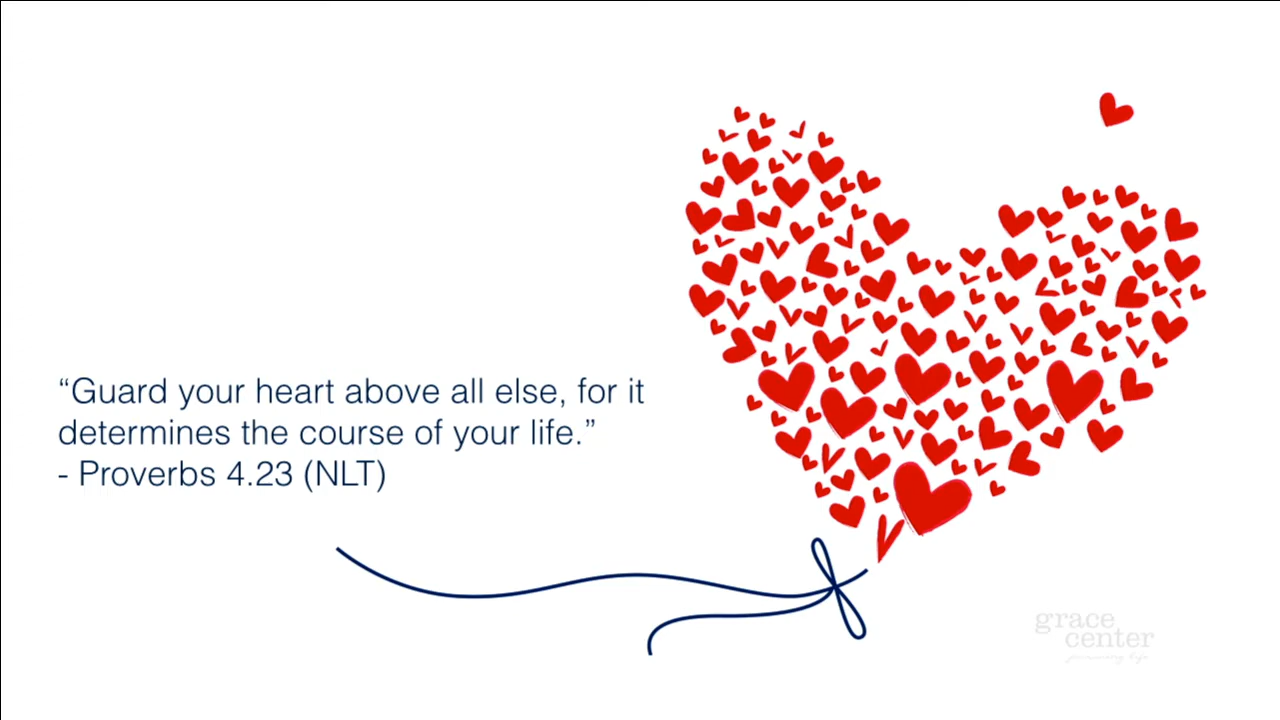 “Guard your heart above all else, for it
determines the course of your life.”
- Proverbs 4.23 (NLT)
grace
center